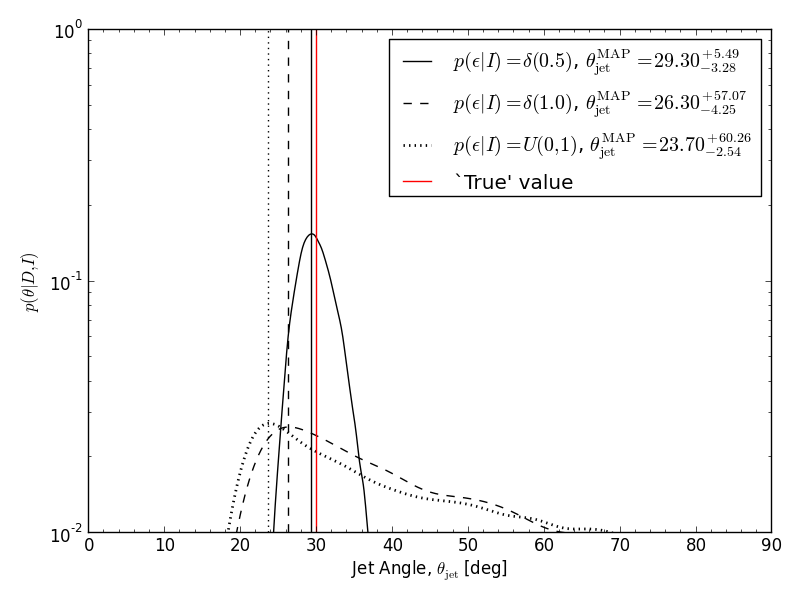 p(ϵ|I) = δ(0.5), θ_jet^MAP = 29.30^{+5.49}_{−3.28}
p(ϵ|I) = δ(1.0), θ_jet^MAP = 26.30^{+57.07}_{−4.25}
p(ϵ|I) = U(0,1), θ_jet^MAP = 23.70^{+60.26}_{−2.54}
`True' value
10^0
10^{-1}
10^{-2}
p(θ|D,I)
0 10 20 30 40 50 60 70 80 90
Jet Angle, θ_jet [deg]